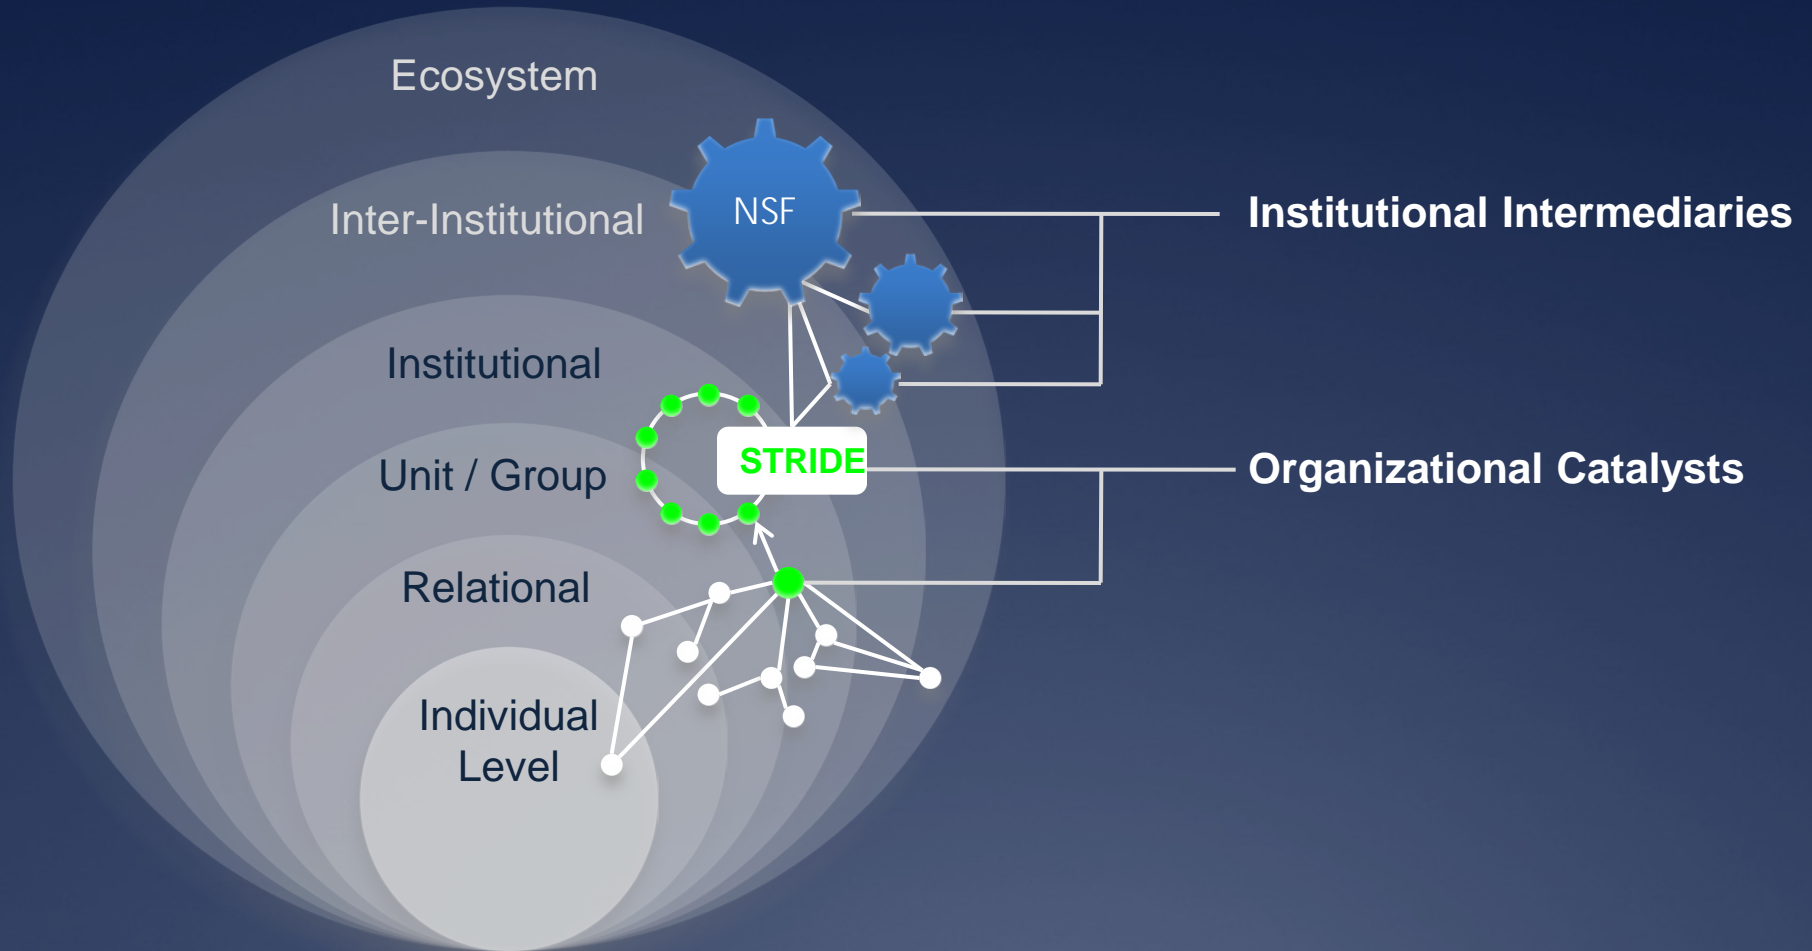 Ecosystem
NSF
Inter-Institutional
Institutional Intermediaries
Institutional
STRIDE
Organizational Catalysts
Unit / Group
Relational
Individual
Level